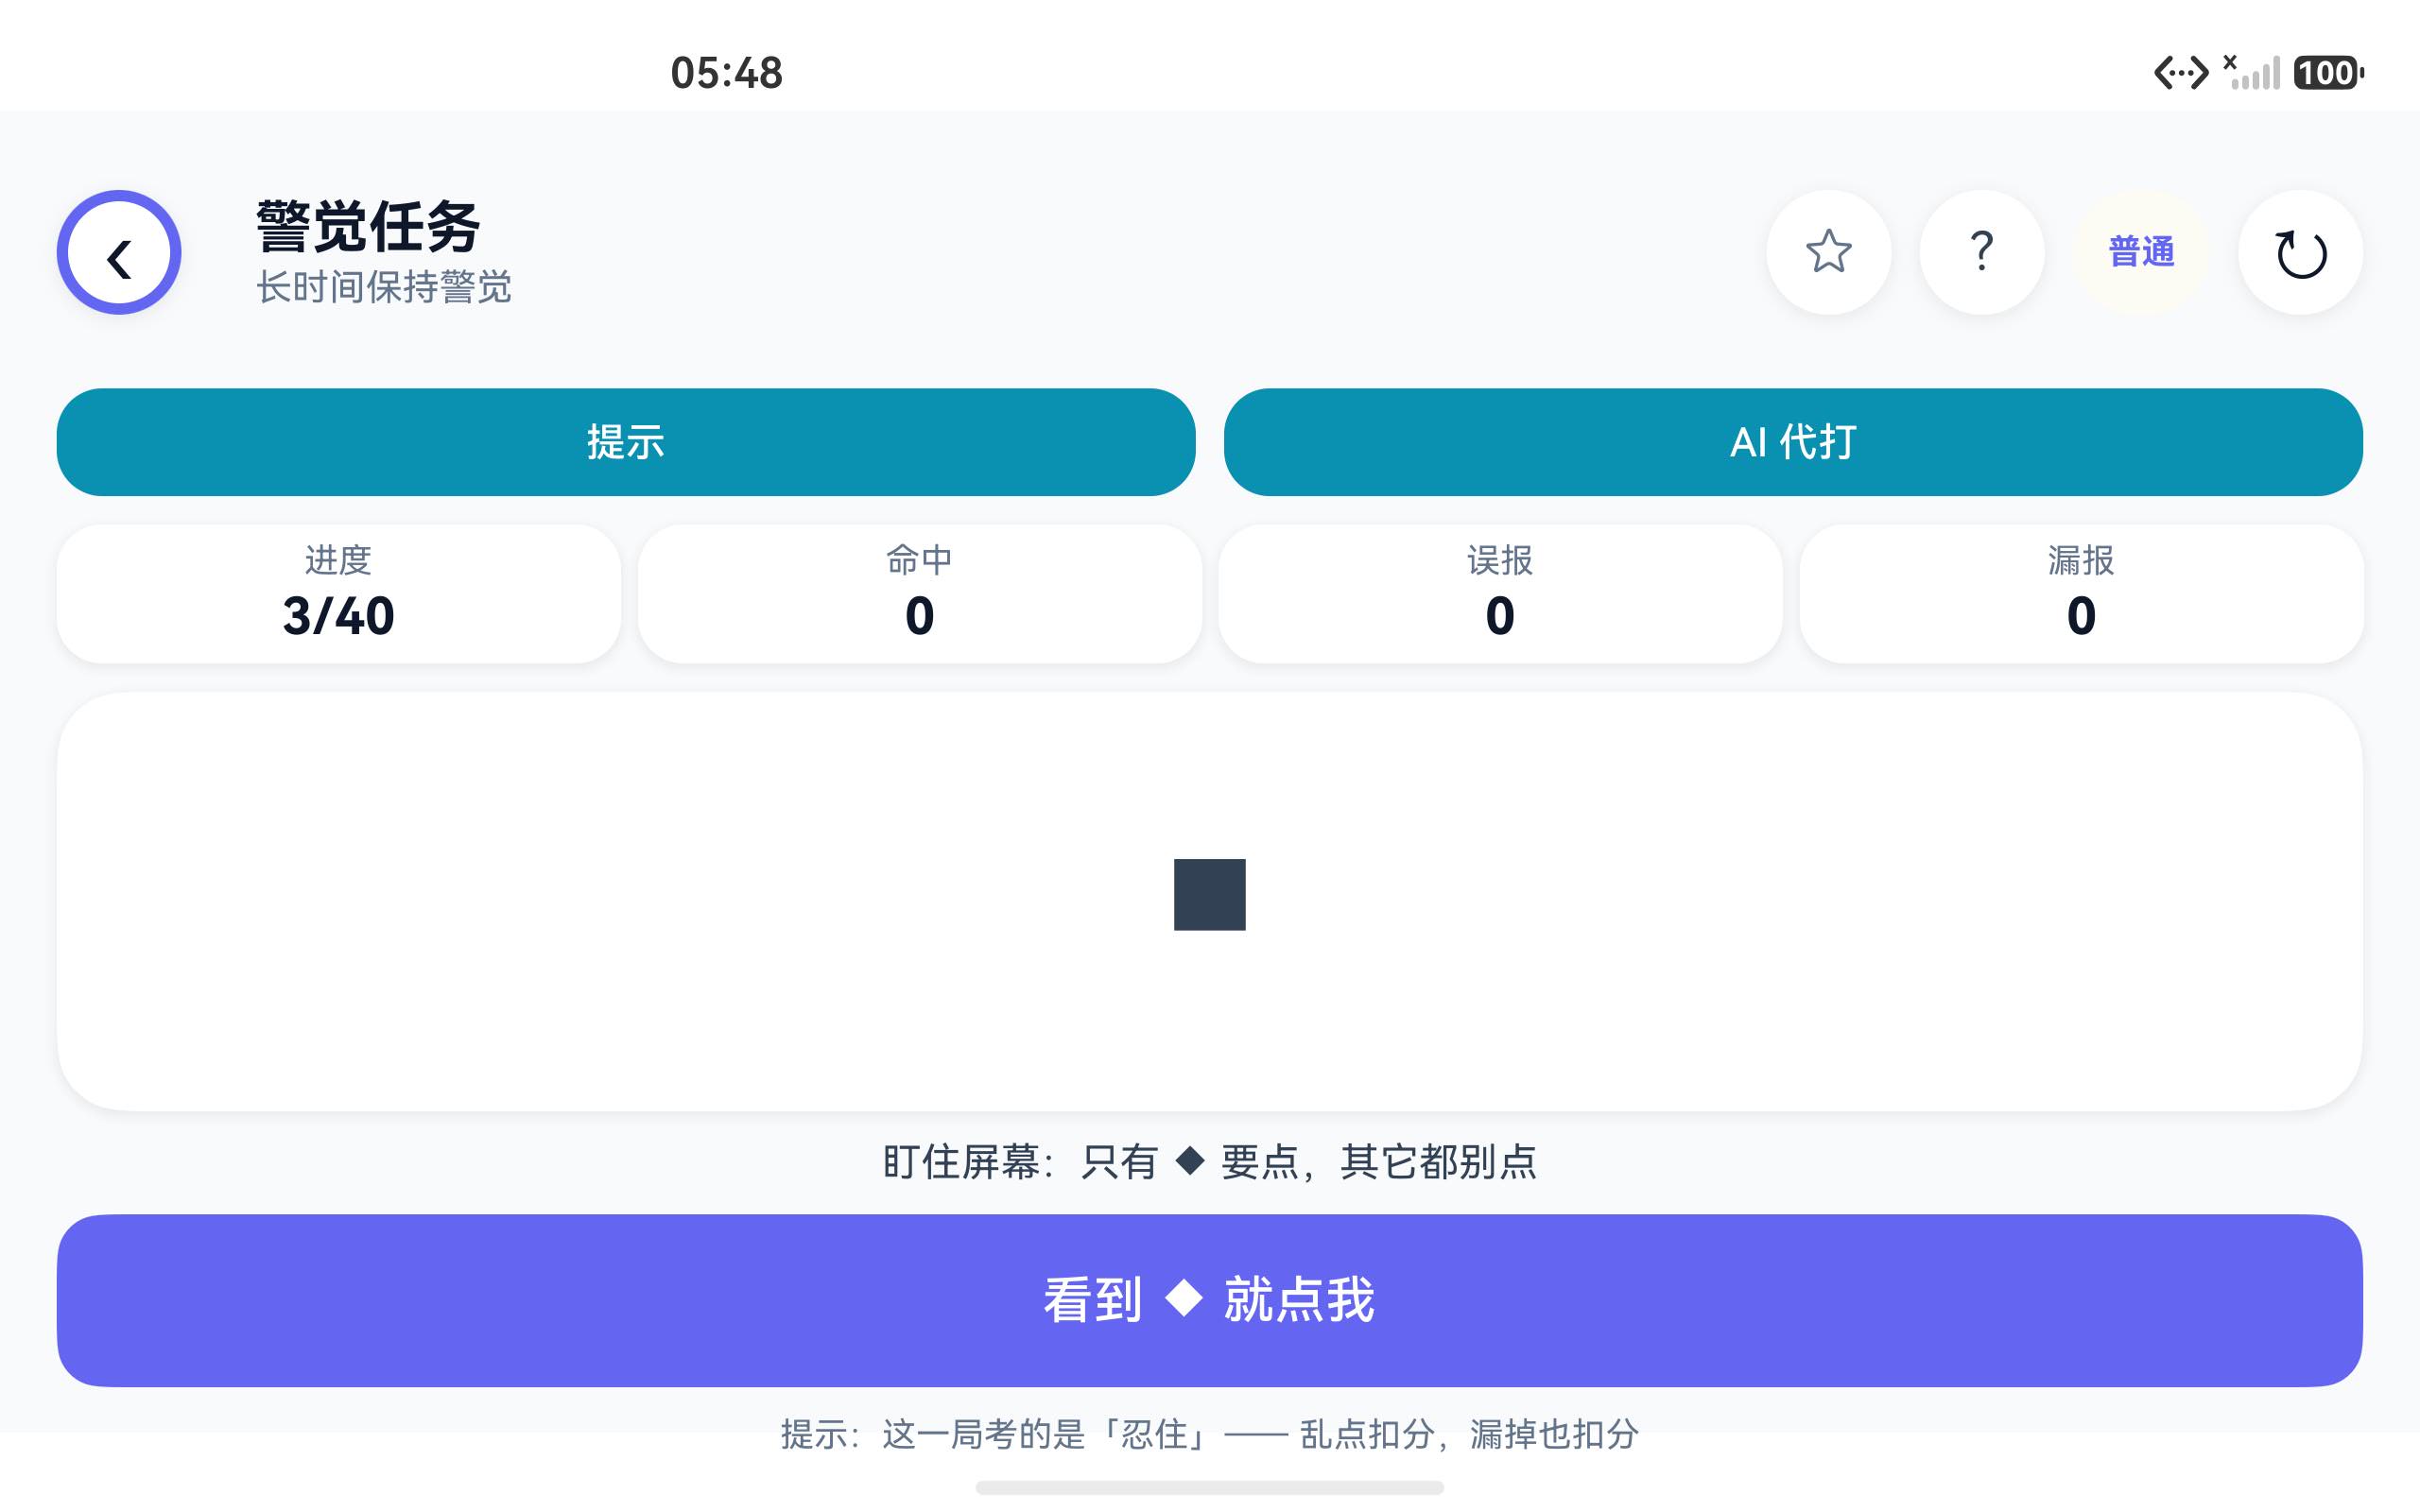 05:48
100
警觉任务
长时间保持警觉
?
普通
提示
AI 代打
进度
3/40
命中
0
误报
0
漏报
0
■
盯住屏幕：只有 ◆ 要点，其它都别点
看到 ◆ 就点我
提示：这一局考的是「忍住」—— 乱点扣分，漏掉也扣分